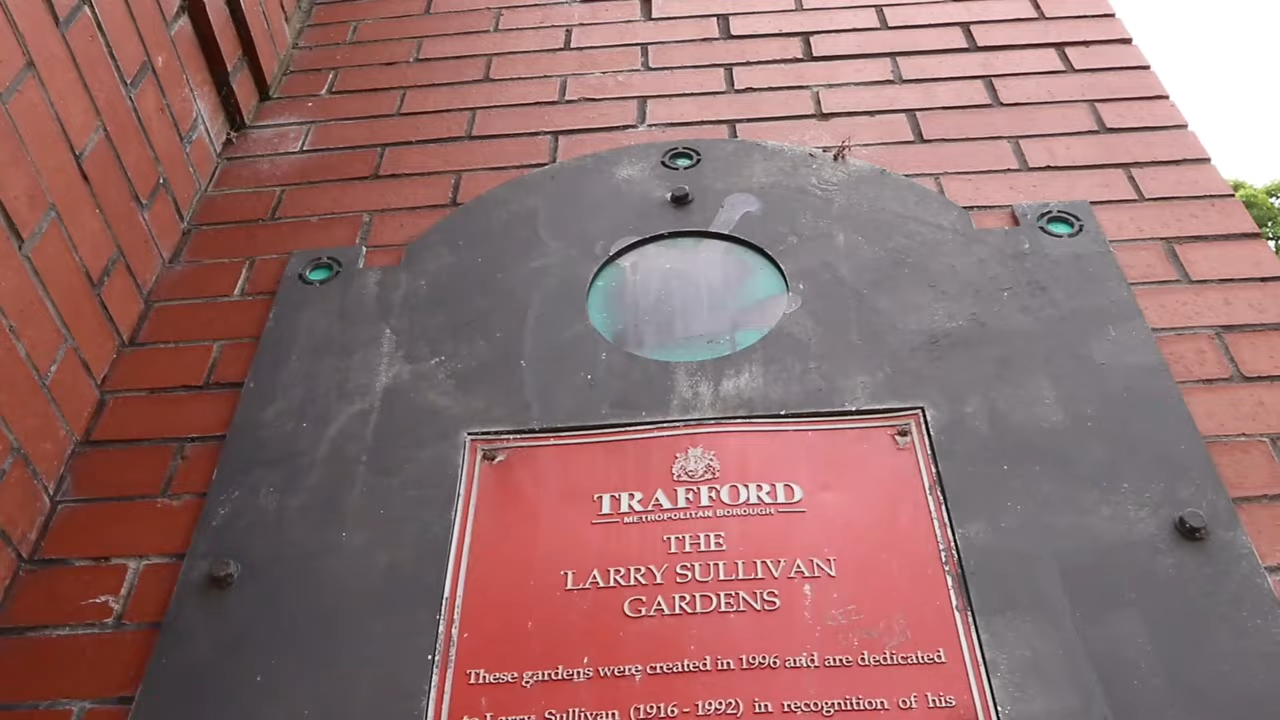 TRAFFORD
METROPOLITAN BOROUGH
THE
LARRY SULLIVAN
GARDENS
These gardens were created in 1996 and are dedicated
to Larry Sullivan (1916 - 1992) in recognition of his